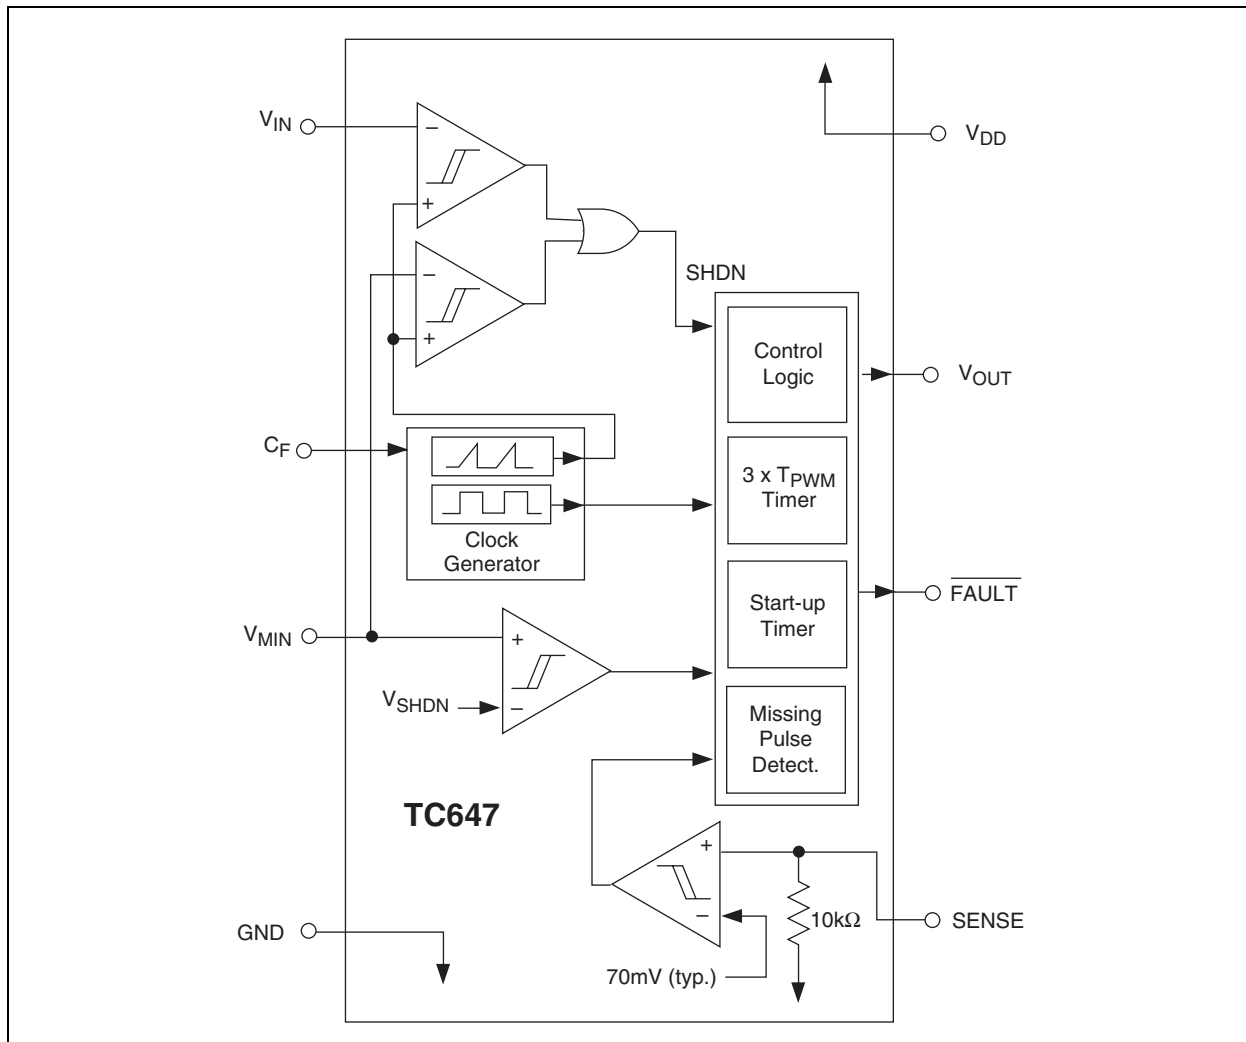 V_IN
−
+
−
+
V_DD
SHDN
Control
Logic
V_OUT
C_F
3 x T_PWM
Timer
Clock
Generator
Start-up
Timer
FAULT
V_MIN
+
V_SHDN
−
Missing
Pulse
Detect.
TC647
+
−
10kΩ
SENSE
GND
70mV (typ.)